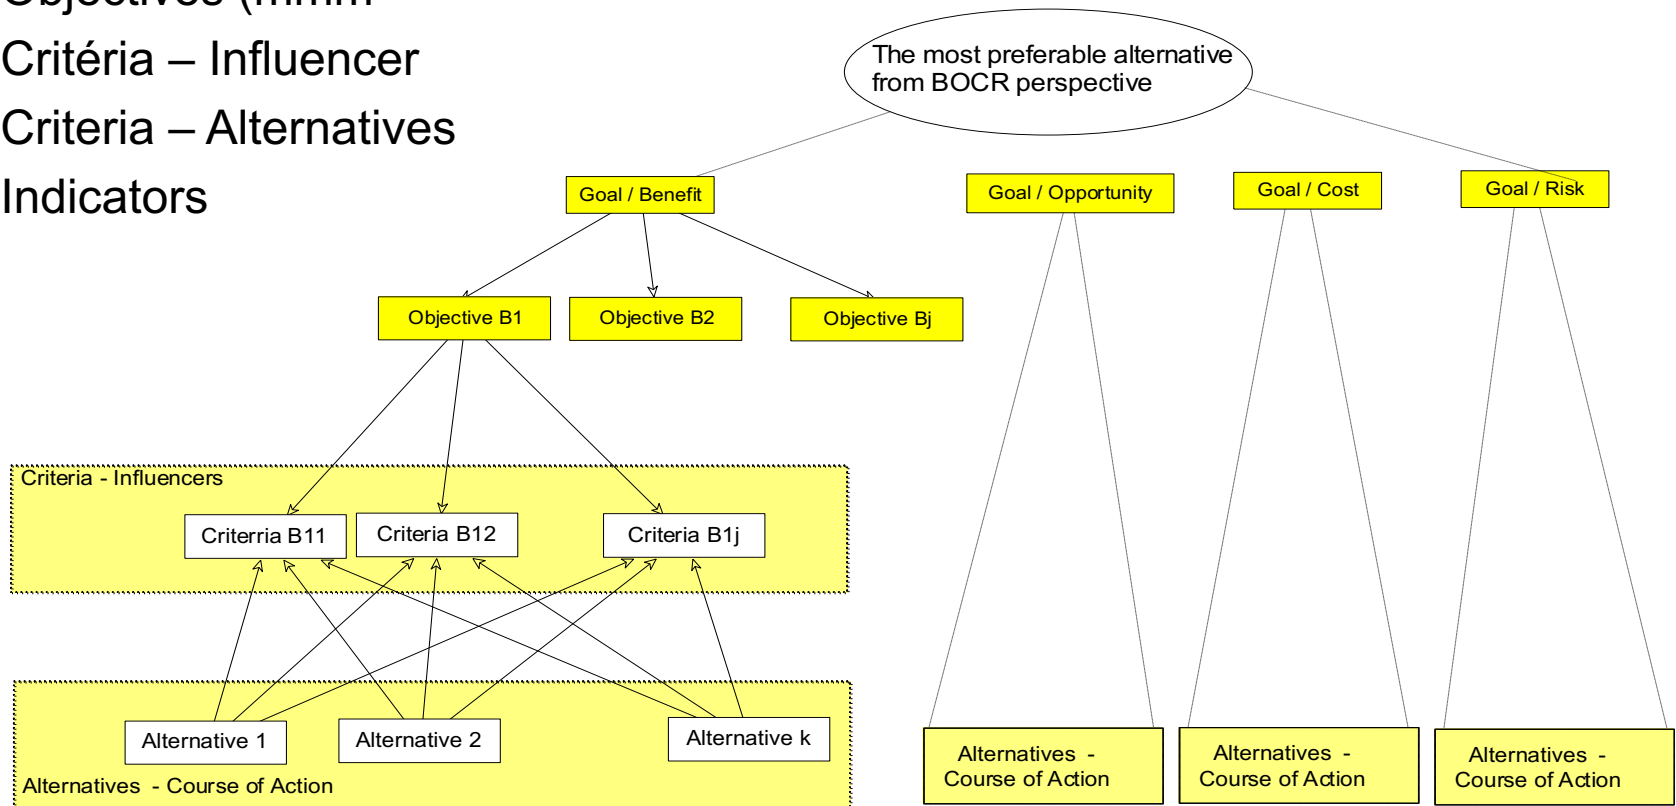 Objectives (mmm
Critéria – Influencer
Criteria – Alternatives
Indicators
The most preferable alternative
from BOCR perspective
Goal / Benefit
Goal / Opportunity
Goal / Cost
Goal / Risk
Objective B1
Objective B2
Objective Bj
Criteria - Influencers
Criterria B11
Criteria B12
Criteria B1j
Alternative 1
Alternative 2
Alternative k
Alternatives - Course of Action
Alternatives -
Course of Action
Alternatives -
Course of Action
Alternatives -
Course of Action